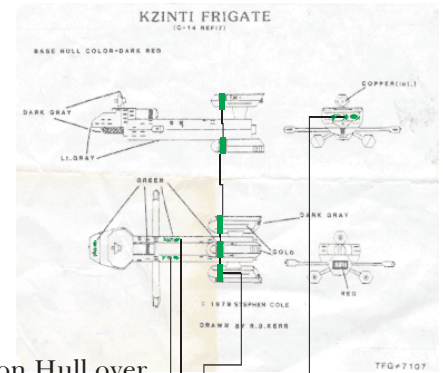 KZINTI FRIGATE
(C-14 REFIT)
BASE HULL COLOR-DARK RED
COPPER(int.)
DARK GRAY
Lt.GRAY
GREEN
DARK GRAY
GOLD
RED
© 1979 STEPHEN COLE
DRAWN BY R.D.KERR
on Hull over
TFG#7107